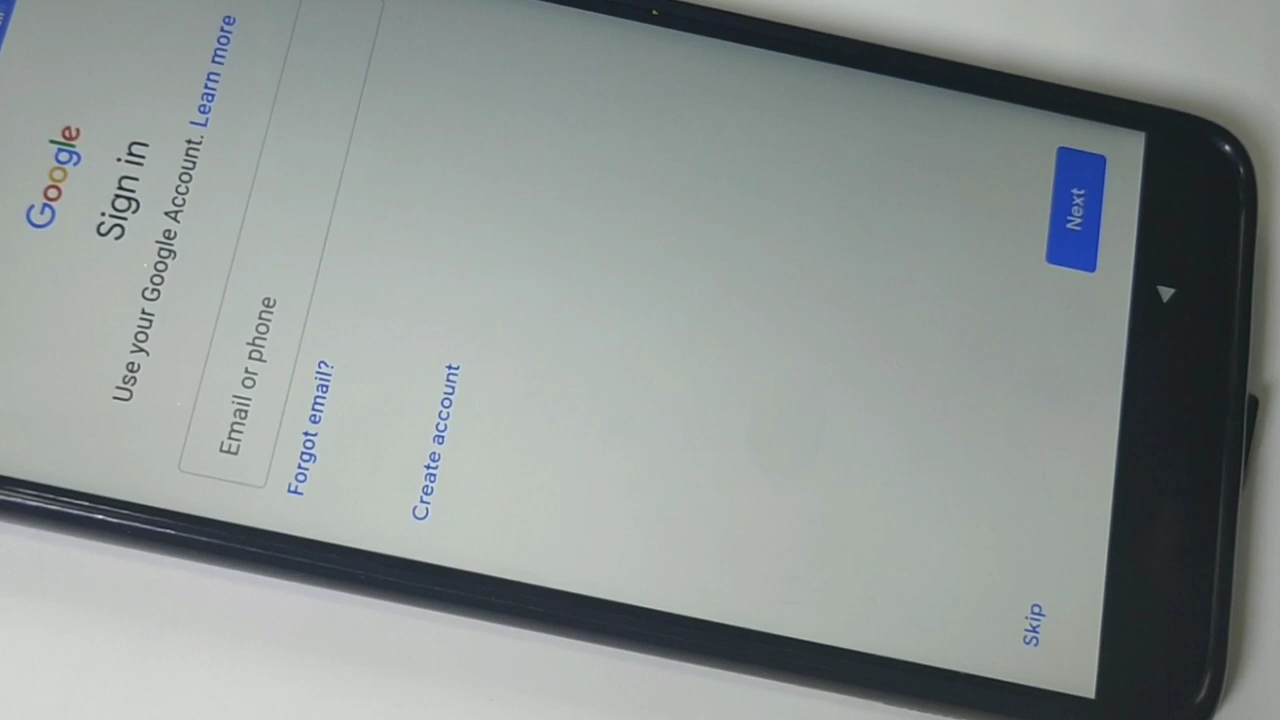 Google
Sign in
Use your Google Account. Learn more
Email or phone
Forgot email?
Create account
Skip
Next